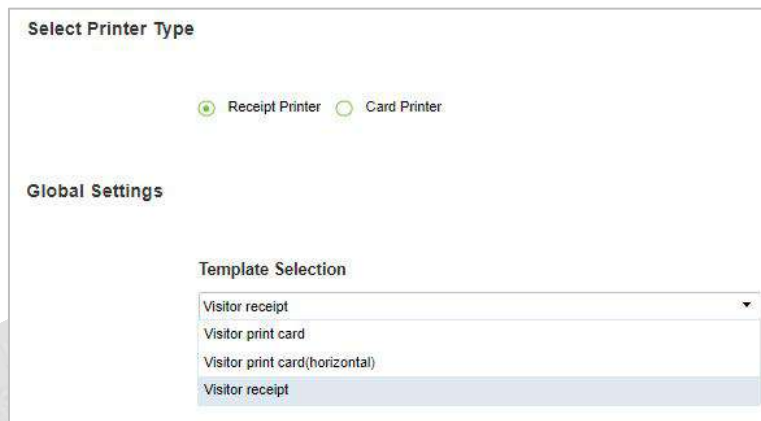 Select Printer Type
Receipt Printer Card Printer
Global Settings
Template Selection
Visitor receipt
Visitor print card
Visitor print card(horizontal)
Visitor receipt